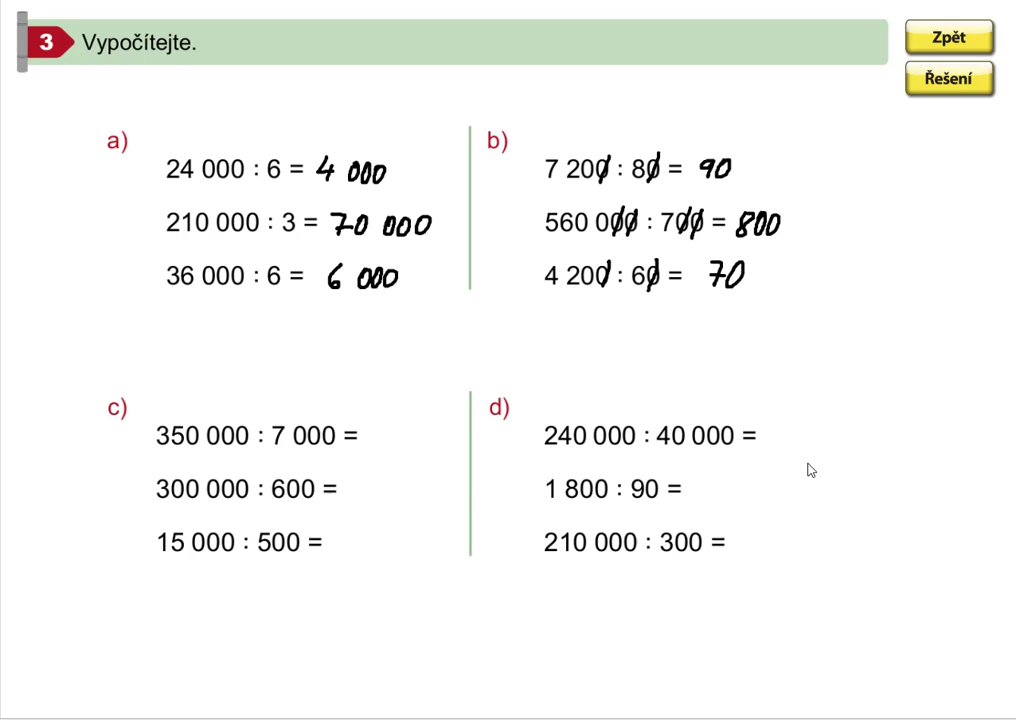 3 Vypočítejte.
Zpět
Řešení
a)
24 000 : 6 = 4 000
210 000 : 3 = 70 000
36 000 : 6 = 6 000
b)
7 200 : 80 = 90
560 000 : 700 = 800
4 200 : 60 = 70
c)
350 000 : 7 000 =
300 000 : 600 =
15 000 : 500 =
d)
240 000 : 40 000 =
1 800 : 90 =
210 000 : 300 =